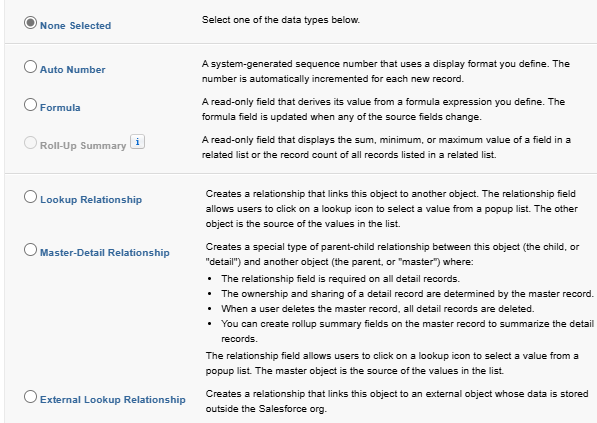 None Selected
Select one of the data types below.
Auto Number
A system-generated sequence number that uses a display format you define. The
number is automatically incremented for each new record.
Formula
A read-only field that derives its value from a formula expression you define. The
formula field is updated when any of the source fields change.
Roll-Up Summary i
A read-only field that displays the sum, minimum, or maximum value of a field in a
related list or the record count of all records listed in a related list.
Lookup Relationship
Creates a relationship that links this object to another object. The relationship field
allows users to click on a lookup icon to select a value from a popup list. The other
object is the source of the values in the list.
Master-Detail Relationship
Creates a special type of parent-child relationship between this object (the child, or
"detail") and another object (the parent, or "master") where:
• The relationship field is required on all detail records.
• The ownership and sharing of a detail record are determined by the master record.
• When a user deletes the master record, all detail records are deleted.
• You can create rollup summary fields on the master record to summarize the detail
records.
The relationship field allows users to click on a lookup icon to select a value from a
popup list. The master object is the source of the values in the list.
External Lookup Relationship
Creates a relationship that links this object to an external object whose data is stored
outside the Salesforce org.